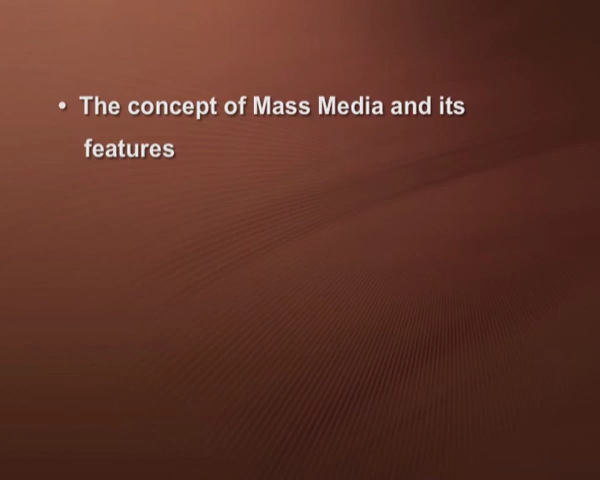 • The concept of Mass Media and its
features